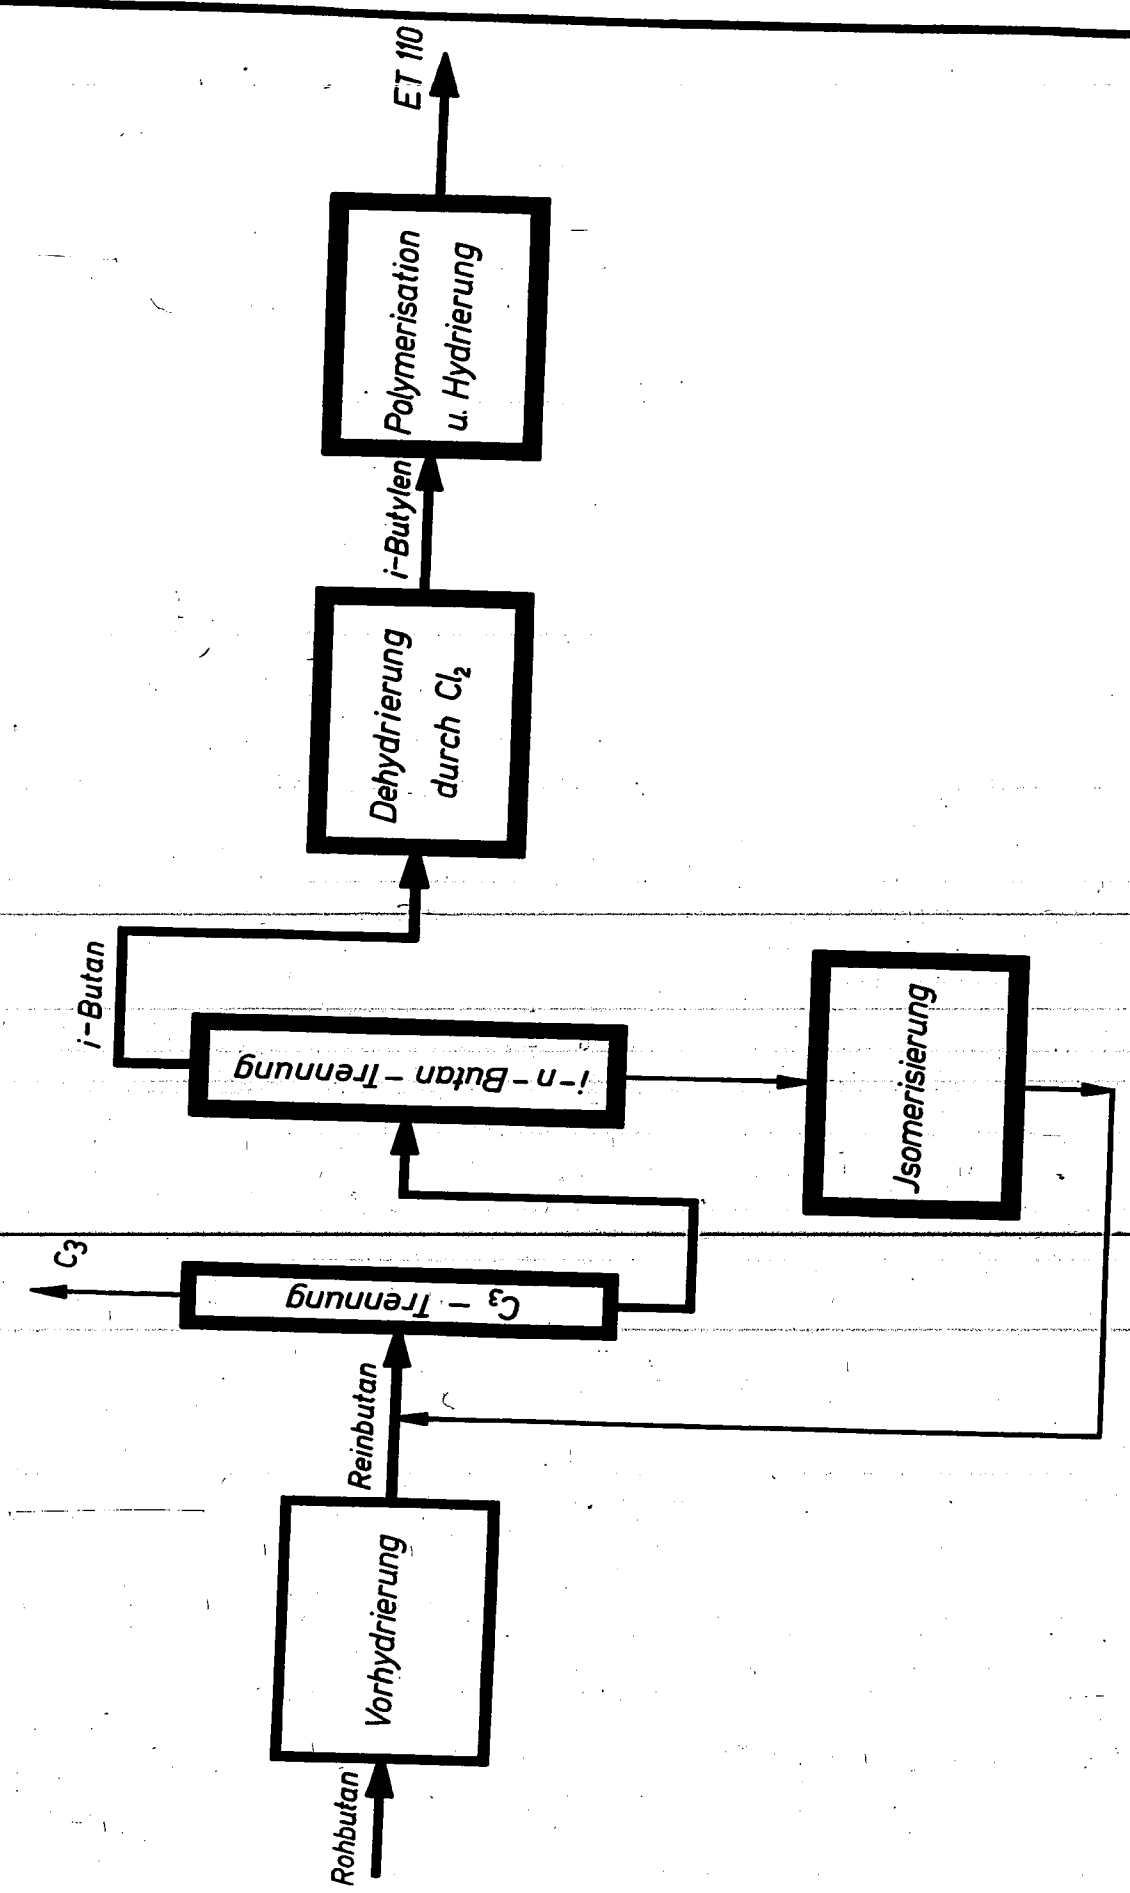 Rohbutan
Vorhydrierung
Reinbutan
C₃ – Trennung
C₃
i-n-Butan-Trennung
i-Butan
Jsomerisierung
Dehydrierung
durch Cl₂
i-Butylen
Polymerisation
u. Hydrierung
ET 110